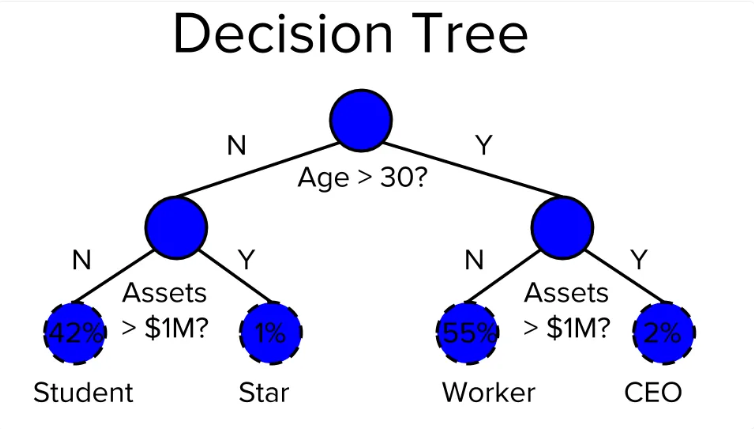 Decision Tree
N
Y
Age > 30?
N
Y
N
Y
Assets
> $1M?
Assets
> $1M?
42%
1%
55%
2%
Student
Star
Worker
CEO